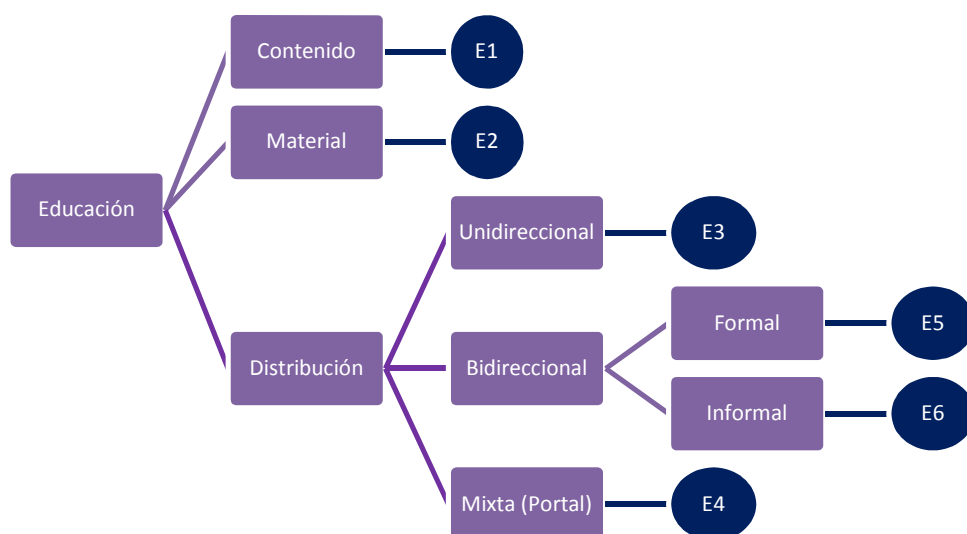 Contenido
E1
Material
E2
Educación
Unidireccional
E3
Formal
E5
Distribución
Bidireccional
Informal
E6
Mixta (Portal)
E4